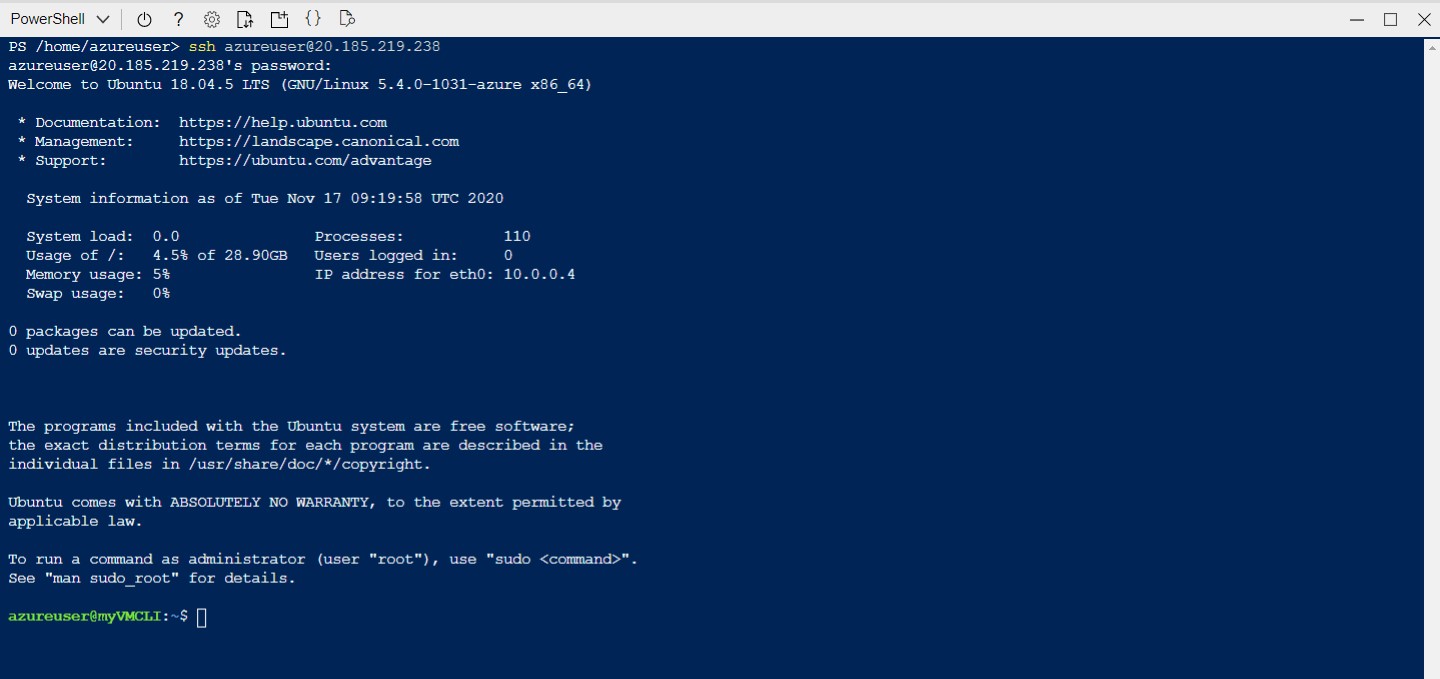 PowerShell
PS /home/azureuser> ssh azureuser@20.185.219.238
azureuser@20.185.219.238's password:
Welcome to Ubuntu 18.04.5 LTS (GNU/Linux 5.4.0-1031-azure x86_64)
* Documentation:  https://help.ubuntu.com
* Management:     https://landscape.canonical.com
* Support:        https://ubuntu.com/advantage
System information as of Tue Nov 17 09:19:58 UTC 2020
System load:  0.0               Processes:           110
Usage of /:   4.5% of 28.90GB   Users logged in:     0
Memory usage: 5%                IP address for eth0: 10.0.0.4
Swap usage:   0%
0 packages can be updated.
0 updates are security updates.
The programs included with the Ubuntu system are free software;
the exact distribution terms for each program are described in the
individual files in /usr/share/doc/*/copyright.
Ubuntu comes with ABSOLUTELY NO WARRANTY, to the extent permitted by
applicable law.
To run a command as administrator (user "root"), use "sudo <command>".
See "man sudo_root" for details.
azureuser@myVMCLI:~$